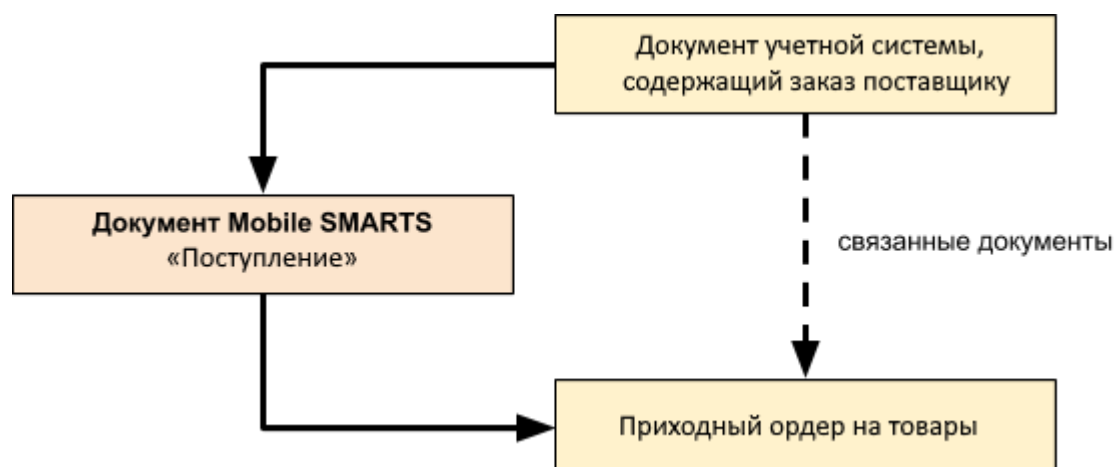 Документ учетной системы,
содержащий заказ поставщику
Документ Mobile SMARTS
«Поступление»
связанные документы
Приходный ордер на товары